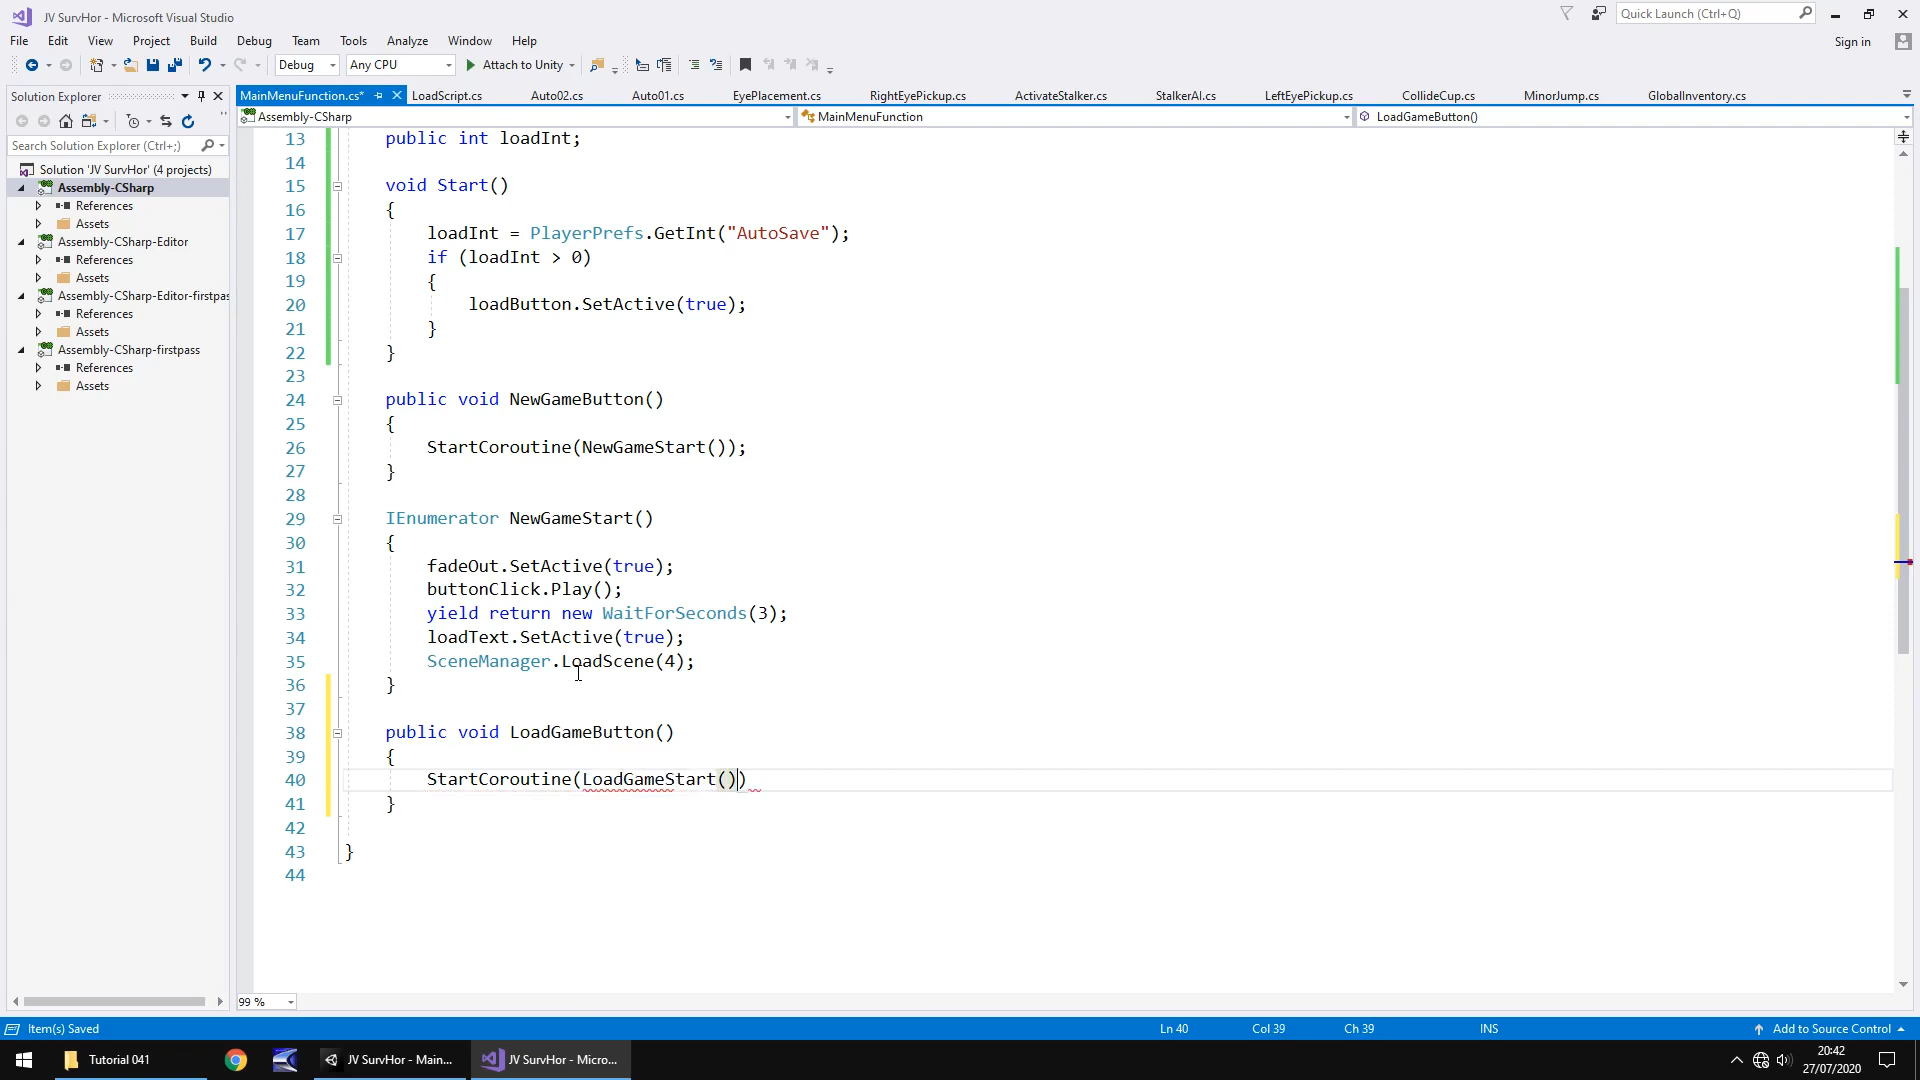 JV SurvHor - Microsoft Visual Studio
Quick Launch (Ctrl+Q)
File Edit View Project Build Debug Team Tools Analyze Window Help
Sign in
Debug Any CPU Attach to Unity
Solution Explorer
MainMenuFunction.cs* LoadScript.cs Auto02.cs Auto01.cs EyePlacement.cs RightEyePickup.cs ActivateStalker.cs StalkerAI.cs LeftEyePickup.cs CollideCup.cs MinorJump.cs GlobalInventory.cs
Assembly-CSharp MainMenuFunction LoadGameButton()
Search Solution Explorer (Ctrl+;)
Solution 'JV SurvHor' (4 projects)
Assembly-CSharp
References
Assets
Assembly-CSharp-Editor
References
Assets
Assembly-CSharp-Editor-firstpas
References
Assets
Assembly-CSharp-firstpass
References
Assets
13 public int loadInt;
14
15 void Start()
16 {
17 loadInt = PlayerPrefs.GetInt("AutoSave");
18 if (loadInt > 0)
19 {
20 loadButton.SetActive(true);
21 }
22 }
23
24 public void NewGameButton()
25 {
26 StartCoroutine(NewGameStart());
27 }
28
29 IEnumerator NewGameStart()
30 {
31 fadeOut.SetActive(true);
32 buttonClick.Play();
33 yield return new WaitForSeconds(3);
34 loadText.SetActive(true);
35 SceneManager.LoadScene(4);
36 }
37
38 public void LoadGameButton()
39 {
40 StartCoroutine(LoadGameStart())
41 }
42
43 }
44
99 %
Item(s) Saved Ln 40 Col 39 Ch 39 INS Add to Source Control
Tutorial 041 JV SurvHor - Main... JV SurvHor - Micro...
20:42
27/07/2020